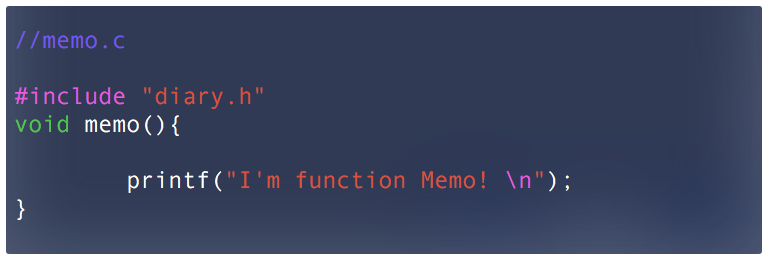 //memo.c
#include "diary.h"
void memo(){
printf("I'm function Memo! \n");
}